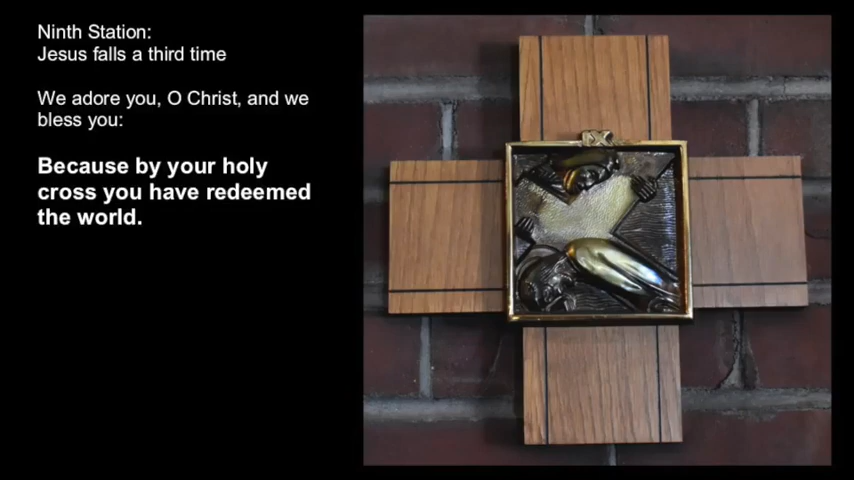 Ninth Station:
Jesus falls a third time
We adore you, O Christ, and we
bless you:
Because by your holy
cross you have redeemed
the world.